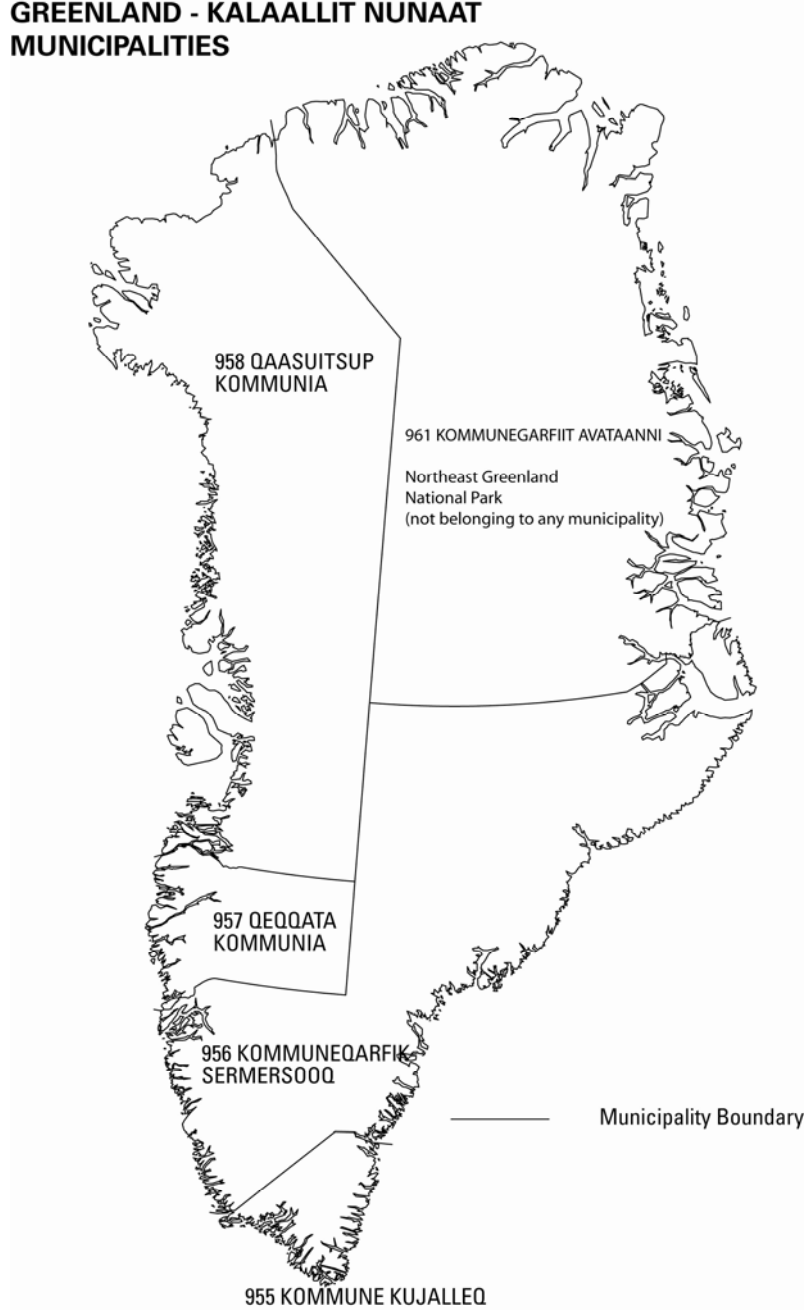 GREENLAND - KALAALLIT NUNAAT
MUNICIPALITIES
958 QAASUITSUP
KOMMUNIA
961 KOMMUNEGARFIIT AVATAANNI
Northeast Greenland
National Park
(not belonging to any municipality)
957 QEQQATA
KOMMUNIA
956 KOMMUNEQARFIK
SERMERSOOQ
Municipality Boundary
955 KOMMUNE KUJALLEQ